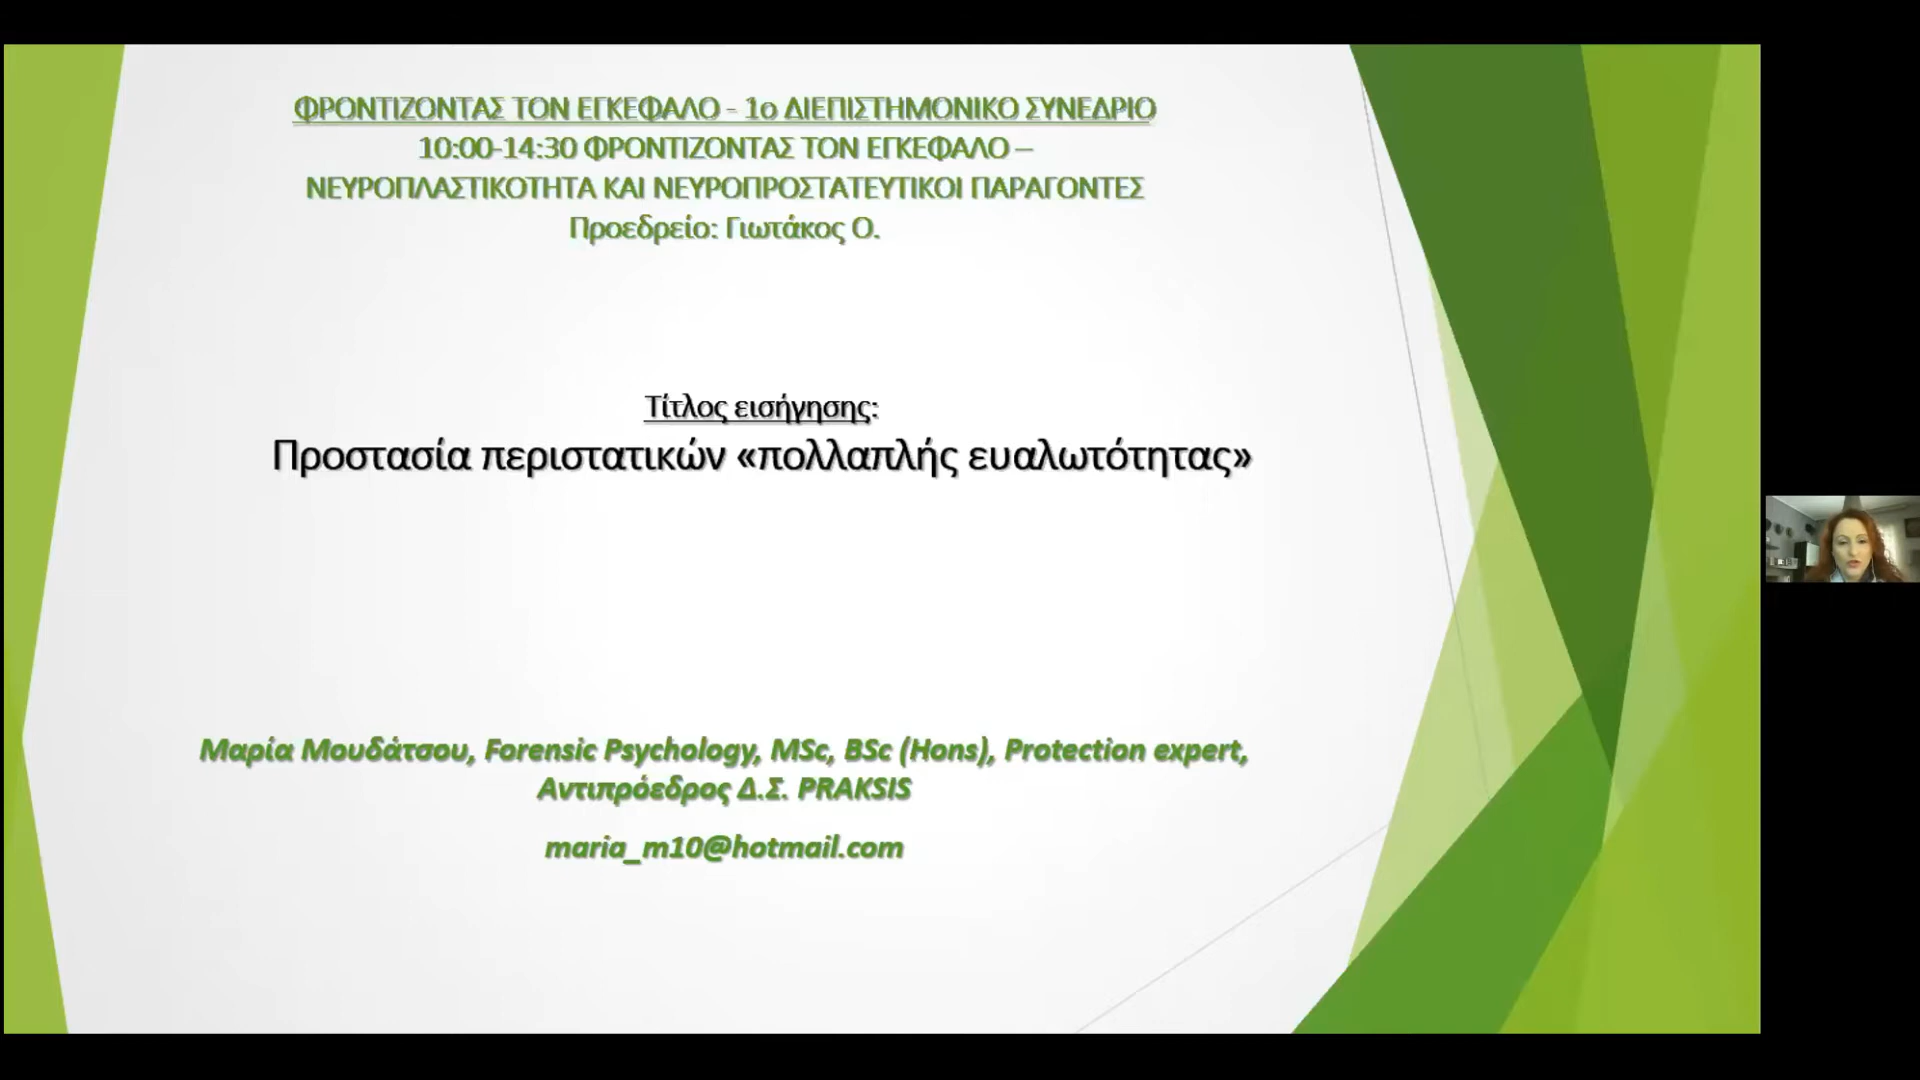 ΦΡΟΝΤΙΖΟΝΤΑΣ ΤΟΝ ΕΓΚΕΦΑΛΟ - 1ο ΔΙΕΠΙΣΤΗΜΟΝΙΚΟ ΣΥΝΕΔΡΙΟ
10:00-14:30 ΦΡΟΝΤΙΖΟΝΤΑΣ ΤΟΝ ΕΓΚΕΦΑΛΟ –
ΝΕΥΡΟΠΛΑΣΤΙΚΟΤΗΤΑ ΚΑΙ ΝΕΥΡΟΠΡΟΣΤΑΤΕΥΤΙΚΟΙ ΠΑΡΑΓΟΝΤΕΣ
Προεδρείο: Γιωτάκος Ο.
Τίτλος εισήγησης:
Προστασία περιστατικών «πολλαπλής ευαλωτότητας»
Μαρία Μουδάτσου, Forensic Psychology, MSc, BSc (Hons), Protection expert,
Αντιπρόεδρος Δ.Σ. PRAKSIS
maria_m10@hotmail.com